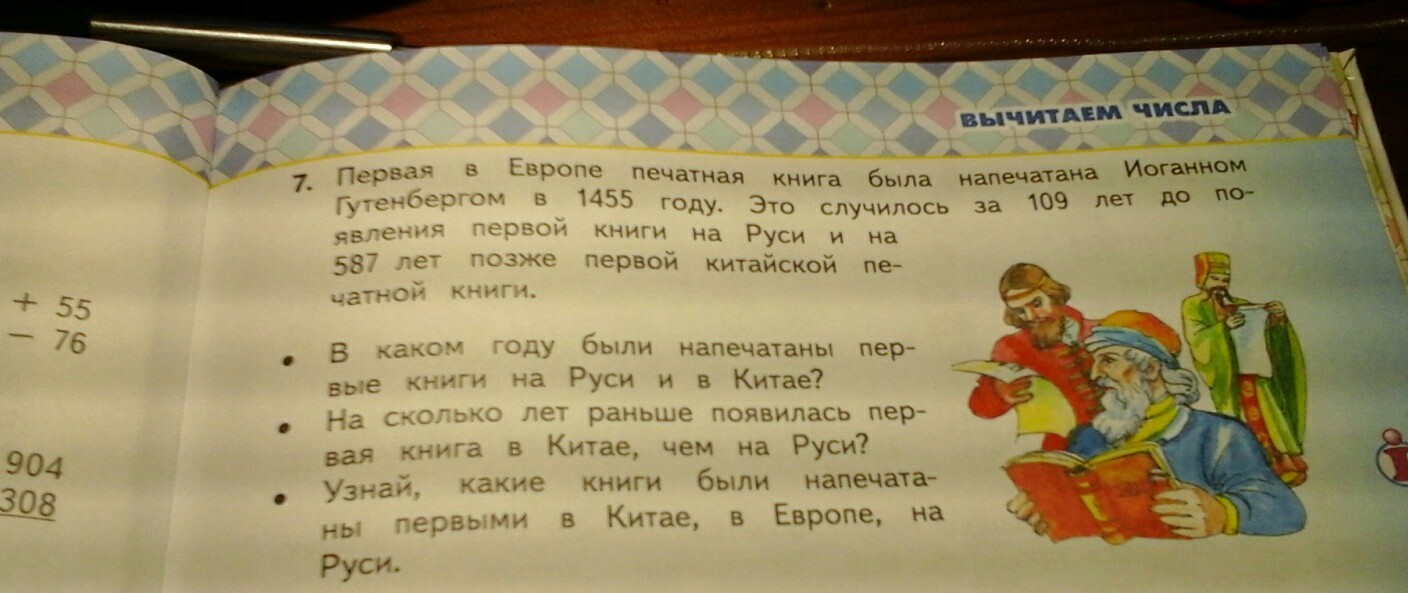 ВЫЧИТАЕМ ЧИСЛА
+ 55
− 76
904
308
7. Первая в Европе печатная книга была напечатана Иоганном
Гутенбергом в 1455 году. Это случилось за 109 лет до по-
явления первой книги на Руси и на
587 лет позже первой китайской пе-
чатной книги.
• В каком году были напечатаны пер-
вые книги на Руси и в Китае?
• На сколько лет раньше появилась пер-
вая книга в Китае, чем на Руси?
• Узнай, какие книги были напечата-
ны первыми в Китае, в Европе, на
Руси.